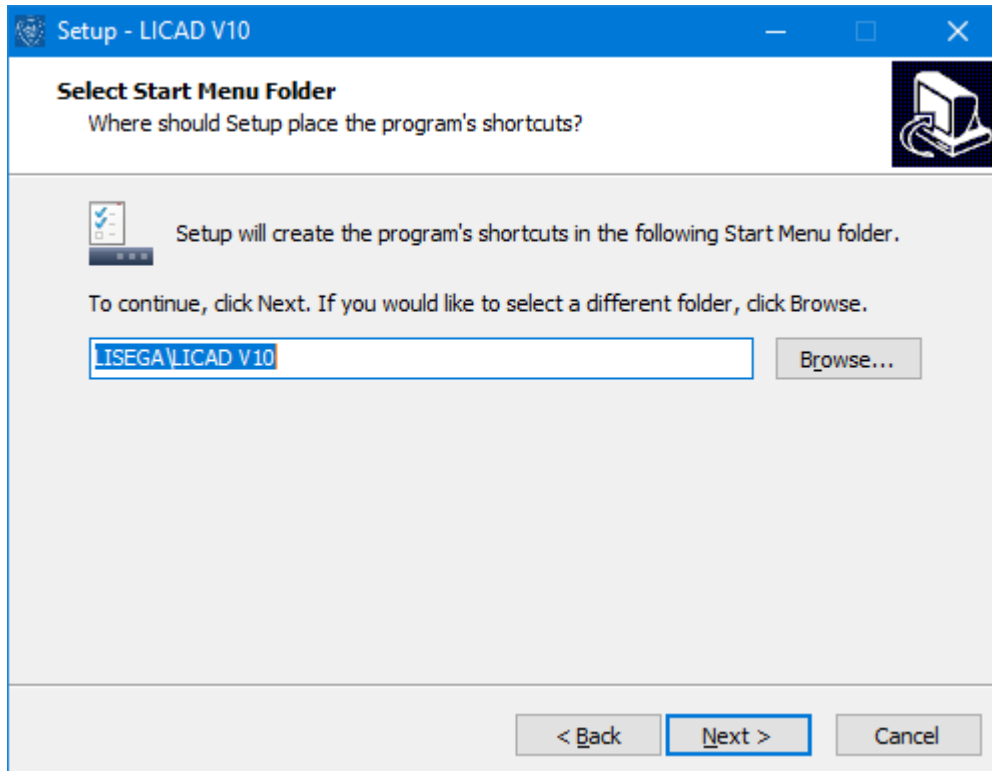 Setup - LICAD V10
Select Start Menu Folder
Where should Setup place the program's shortcuts?
Setup will create the program's shortcuts in the following Start Menu folder.
To continue, click Next. If you would like to select a different folder, click Browse.
LISEGA\LICAD V10
Browse...
< Back
Next >
Cancel